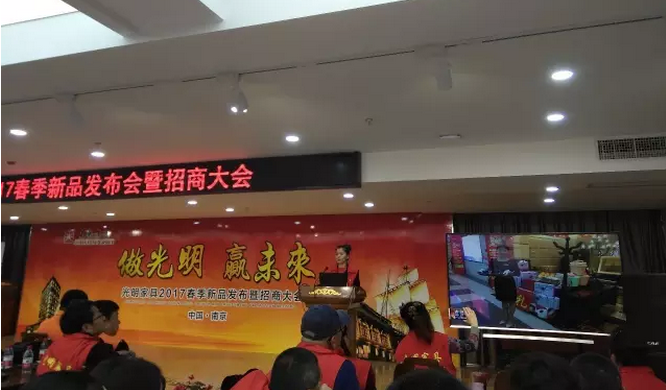 17春季新品发布会暨招商大会
做光明 赢未来
光明家具2017春季新品发布暨招商大会
中国·南京